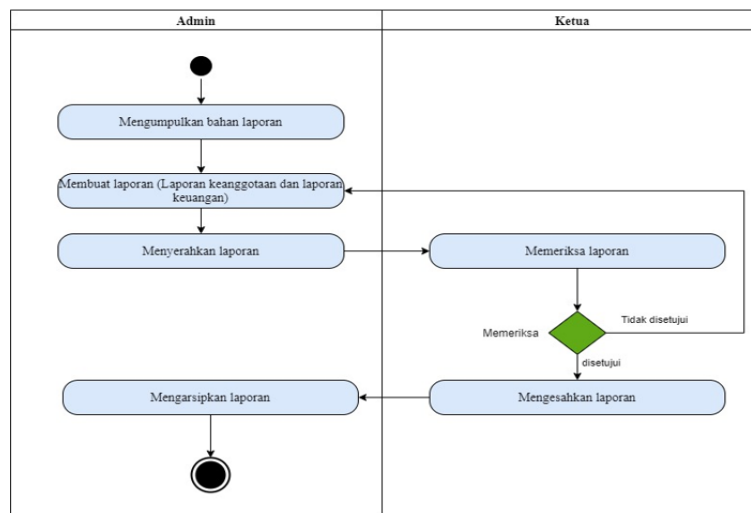 Admin
Ketua
Mengumpulkan bahan laporan
Membuat laporan (Laporan keanggotaan dan laporan
keuangan)
Menyerahkan laporan
Memeriksa laporan
Tidak disetujui
Memeriksa
disetujui
Mengarsipkan laporan
Mengesahkan laporan